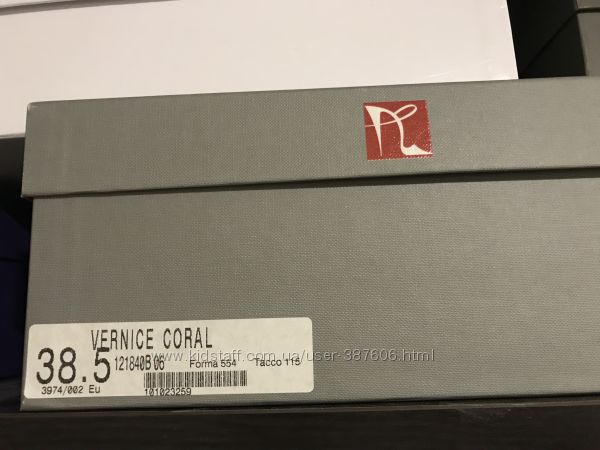 VERNICE CORAL
38.5 121840B 06 Forma 554 Tacco 115
www.kidstaff.com.ua/user-387606.html
3974/002 Eu
101023259